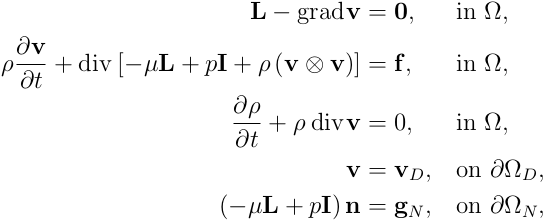 L − grad v = 0, in Ω,
ρ ∂v/∂t + div [−μL + pI + ρ (v ⊗ v)] = f, in Ω,
∂ρ/∂t + ρ div v = 0, in Ω,
v = v_D, on ∂Ω_D,
(−μL + pI) n = g_N, on ∂Ω_N,